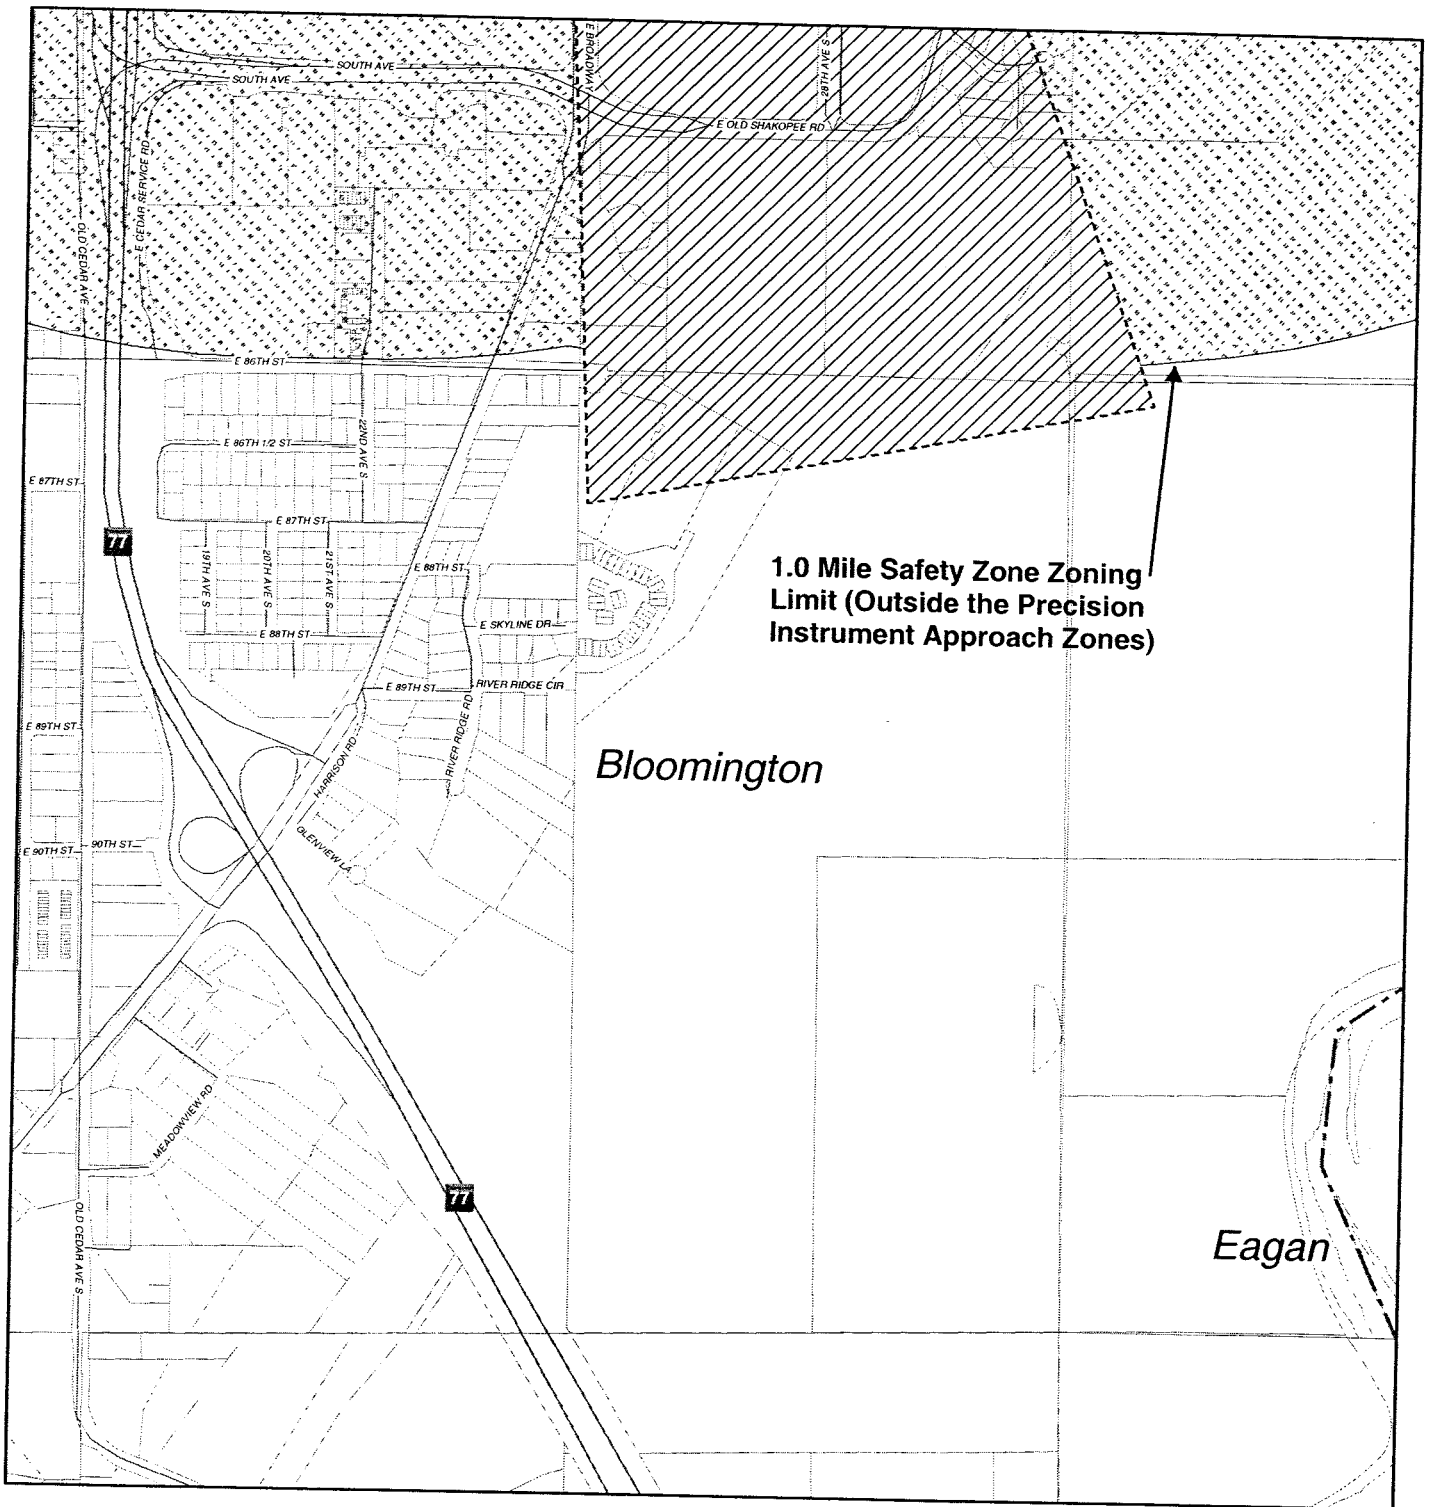 E BROADWAY
28TH AVE S
SOUTH AVE
SOUTH AVE
E OLD SHAKOPEE RD
E CEDAR SERVICE RD
OLD CEDAR AVE S
E 86TH ST
22ND AVE S
E 86TH 1/2 ST
E 87TH ST
E 87TH ST
77
19TH AVE S
20TH AVE S
21ST AVE S
E 88TH ST
1.0 Mile Safety Zone Zoning
Limit (Outside the Precision
Instrument Approach Zones)
E SKYLINE DR
E 88TH ST
E 89TH ST
RIVER RIDGE CIR
RIVER RIDGE RD
E 89TH ST
HARRISON RD
Bloomington
GLENVIEW LA
E 90TH ST
90TH ST
MEADOWVIEW RD
77
OLD CEDAR AVE S
Eagan